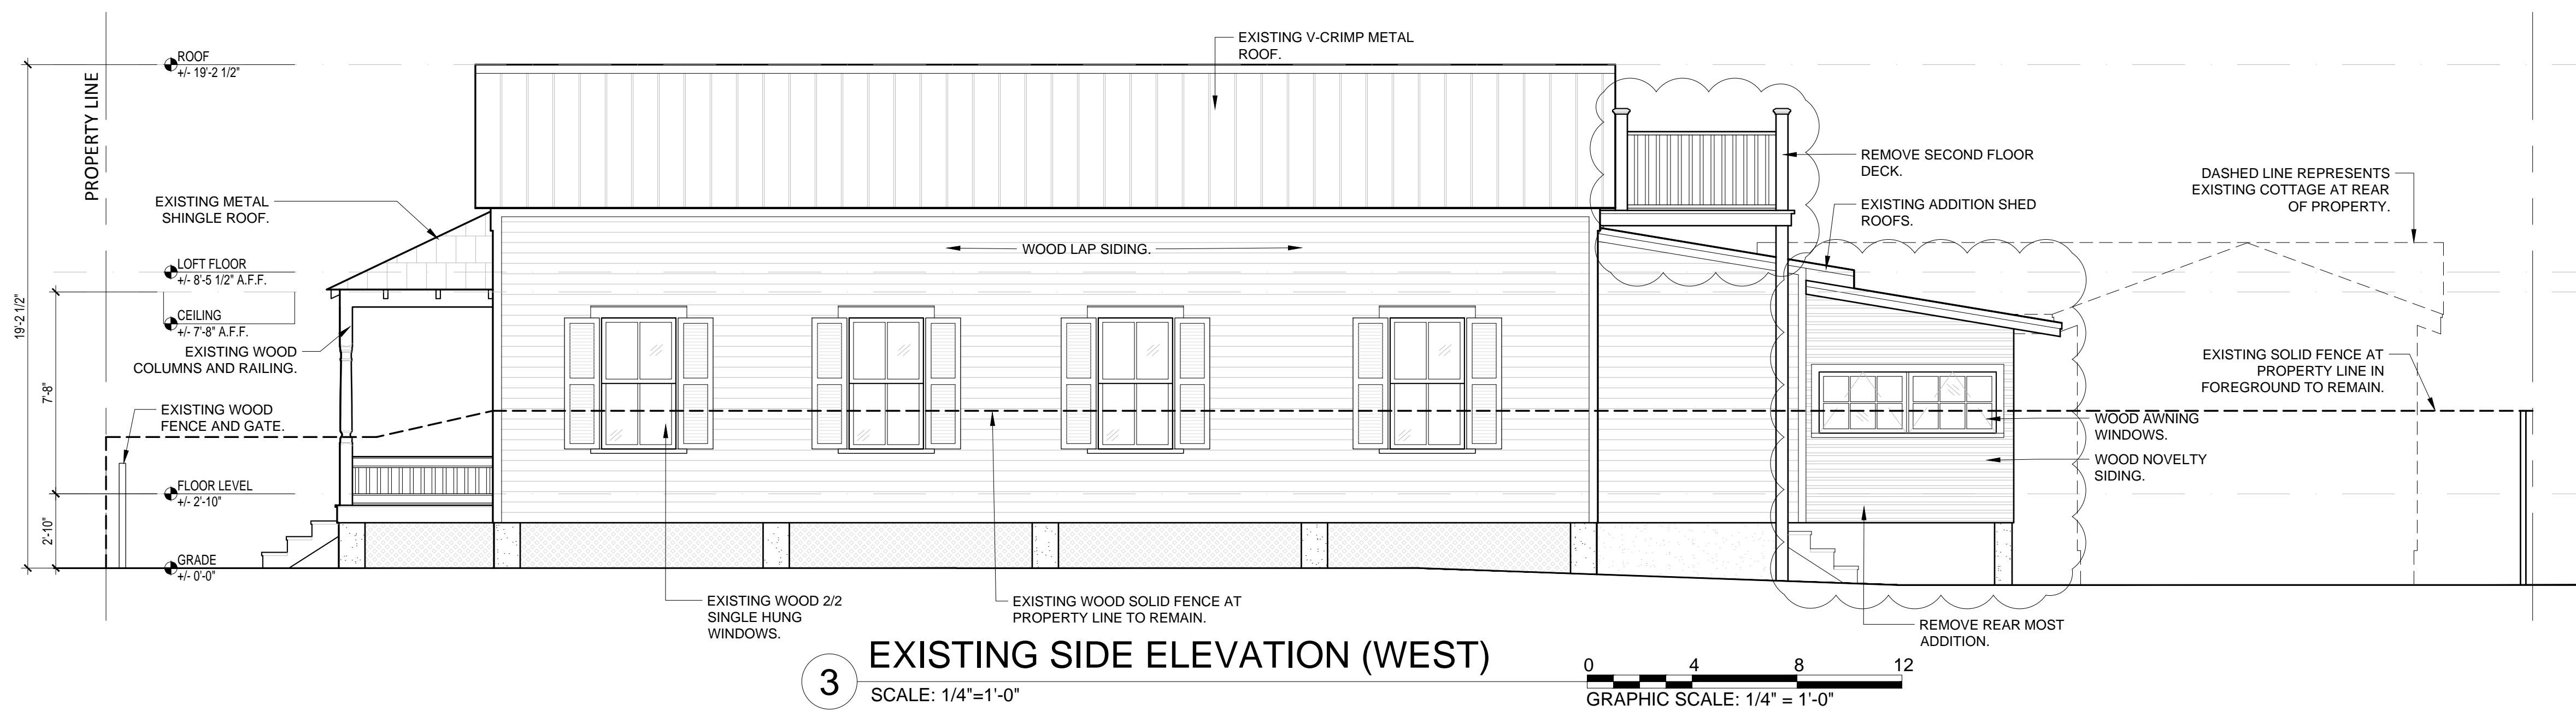 ROOF
+/- 19'-2 1/2"
PROPERTY LINE
EXISTING V-CRIMP METAL
ROOF.
REMOVE SECOND FLOOR
DECK.
DASHED LINE REPRESENTS
EXISTING COTTAGE AT REAR
OF PROPERTY.
EXISTING METAL
SHINGLE ROOF.
EXISTING ADDITION SHED
ROOFS.
WOOD LAP SIDING.
LOFT FLOOR
+/- 8'-5 1/2" A.F.F.
CEILING
+/- 7'-8" A.F.F.
19'-2 1/2"
7'-8"
2'-10"
EXISTING WOOD
COLUMNS AND RAILING.
EXISTING SOLID FENCE AT
PROPERTY LINE IN
FOREGROUND TO REMAIN.
EXISTING WOOD
FENCE AND GATE.
WOOD AWNING
WINDOWS.
WOOD NOVELTY
SIDING.
FLOOR LEVEL
+/- 2'-10"
GRADE
+/- 0'-0"
EXISTING WOOD 2/2
SINGLE HUNG
WINDOWS.
EXISTING WOOD SOLID FENCE AT
PROPERTY LINE TO REMAIN.
REMOVE REAR MOST
ADDITION.
3
EXISTING SIDE ELEVATION (WEST)
SCALE: 1/4"=1'-0"
0 4 8 12
GRAPHIC SCALE: 1/4" = 1'-0"